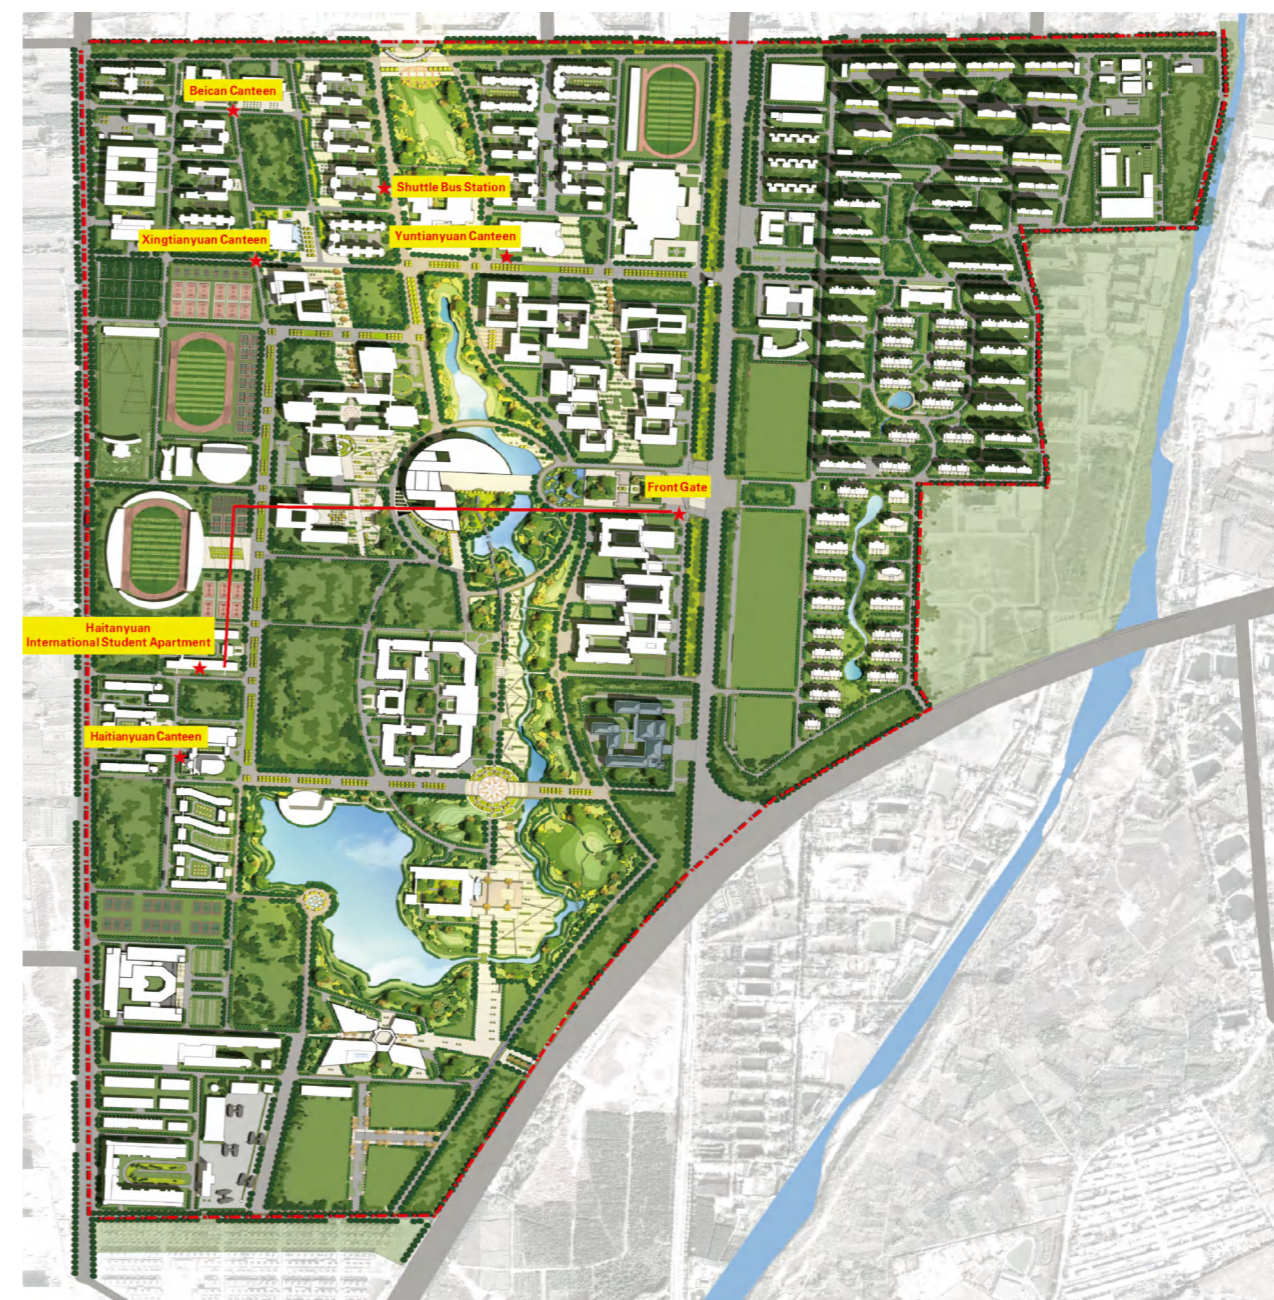 Beican Canteen
Shuttle Bus Station
Xingtianyuan Canteen
Yuntianyuan Canteen
Front Gate
Haitanyuan
International Student Apartment
Haitianyuan Canteen